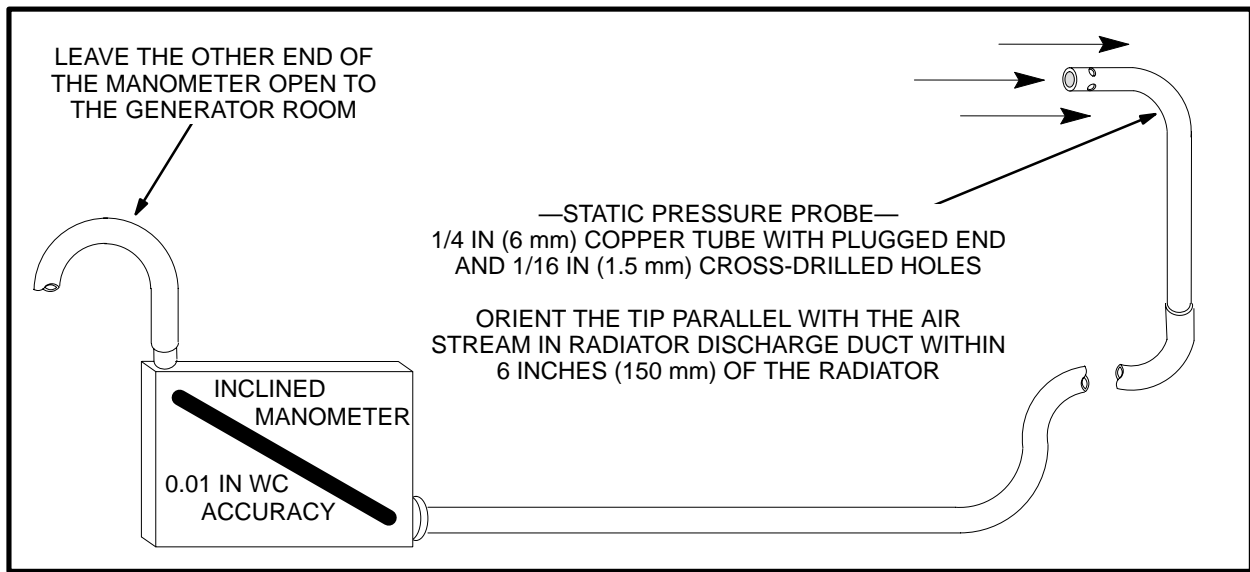 LEAVE THE OTHER END OF
THE MANOMETER OPEN TO
THE GENERATOR ROOM
—STATIC PRESSURE PROBE—
1/4 IN (6 mm) COPPER TUBE WITH PLUGGED END
AND 1/16 IN (1.5 mm) CROSS-DRILLED HOLES
ORIENT THE TIP PARALLEL WITH THE AIR
STREAM IN RADIATOR DISCHARGE DUCT WITHIN
6 INCHES (150 mm) OF THE RADIATOR
INCLINED
MANOMETER
0.01 IN WC
ACCURACY